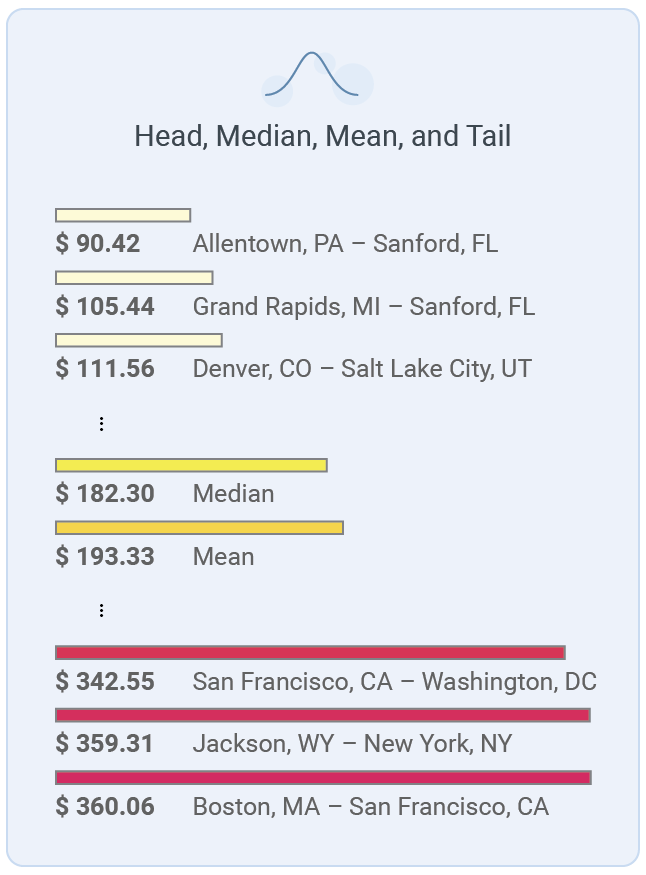 Head, Median, Mean, and Tail
$ 90.42 Allentown, PA – Sanford, FL
$ 105.44 Grand Rapids, MI – Sanford, FL
$ 111.56 Denver, CO – Salt Lake City, UT
⋮
$ 182.30 Median
$ 193.33 Mean
⋮
$ 342.55 San Francisco, CA – Washington, DC
$ 359.31 Jackson, WY – New York, NY
$ 360.06 Boston, MA – San Francisco, CA